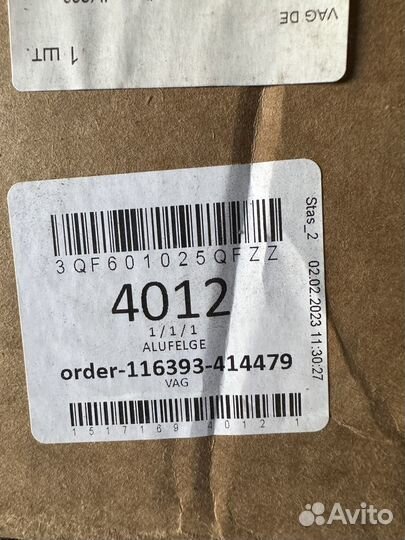 VAG DE
1 ШТ.
3QF601025QFZZ
4012
1 / 1 / 1
ALUFELGE
order-116393-414479
VAG
1517169 4012 1
Stas_2 02.02.2023 11:30:27
Avito